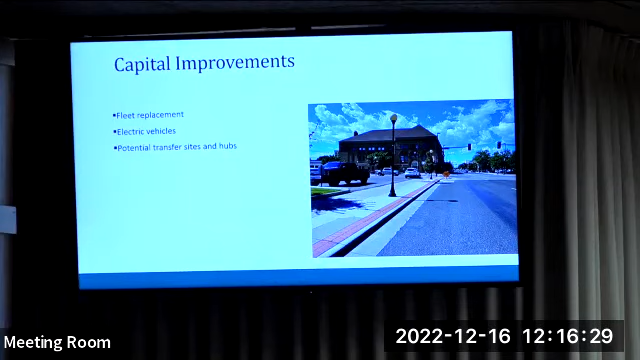 Capital Improvements
▪Fleet replacement
▪Electric vehicles
▪Potential transfer sites and hubs
Meeting Room
2022-12-16 12:16:29